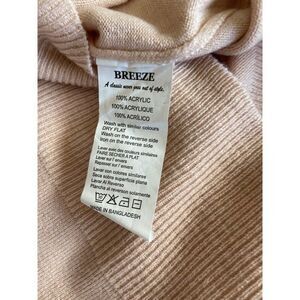 BREEZE
A classic never goes out of style.
100% ACRYLIC
100% ACRYLIQUE
100% ACRÍLICO
Wash with similar colours
DRY FLAT
Wash on the reverse side
Iron on the reverse side
Laver avec des couleurs similaires
FAIRE SÉCHER À PLAT
Laver sur l'envers
Repasser sur l'envers
Lavar con colores similares
Seca sobre superficie plana
Lavar Al Reverso
Plancha al reverso solamente
MADE IN BANGLADESH